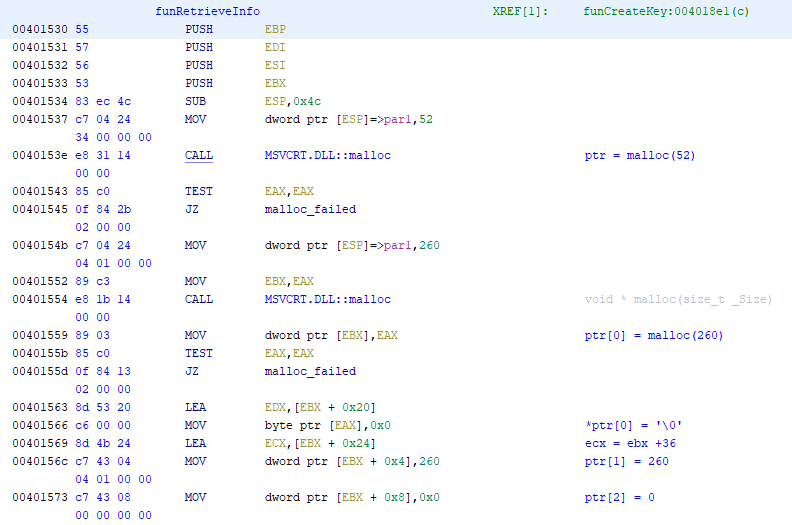 funRetrieveInfo XREF[1]: funCreateKey:004018e1(c)
00401530 55 PUSH EBP
00401531 57 PUSH EDI
00401532 56 PUSH ESI
00401533 53 PUSH EBX
00401534 83 ec 4c SUB ESP,0x4c
00401537 c7 04 24 MOV dword ptr [ESP]=>par1,52
34 00 00 00
0040153e e8 31 14 CALL MSVCRT.DLL::malloc ptr = malloc(52)
00 00
00401543 85 c0 TEST EAX,EAX
00401545 0f 84 2b JZ malloc_failed
02 00 00
0040154b c7 04 24 MOV dword ptr [ESP]=>par1,260
04 01 00 00
00401552 89 c3 MOV EBX,EAX
00401554 e8 1b 14 CALL MSVCRT.DLL::malloc void * malloc(size_t _Size)
00 00
00401559 89 03 MOV dword ptr [EBX],EAX ptr[0] = malloc(260)
0040155b 85 c0 TEST EAX,EAX
0040155d 0f 84 13 JZ malloc_failed
02 00 00
00401563 8d 53 20 LEA EDX,[EBX + 0x20]
00401566 c6 00 00 MOV byte ptr [EAX],0x0 *ptr[0] = '\0'
00401569 8d 4b 24 LEA ECX,[EBX + 0x24] ecx = ebx +36
0040156c c7 43 04 MOV dword ptr [EBX + 0x4],260 ptr[1] = 260
04 01 00 00
00401573 c7 43 08 MOV dword ptr [EBX + 0x8],0x0 ptr[2] = 0
00 00 00 00